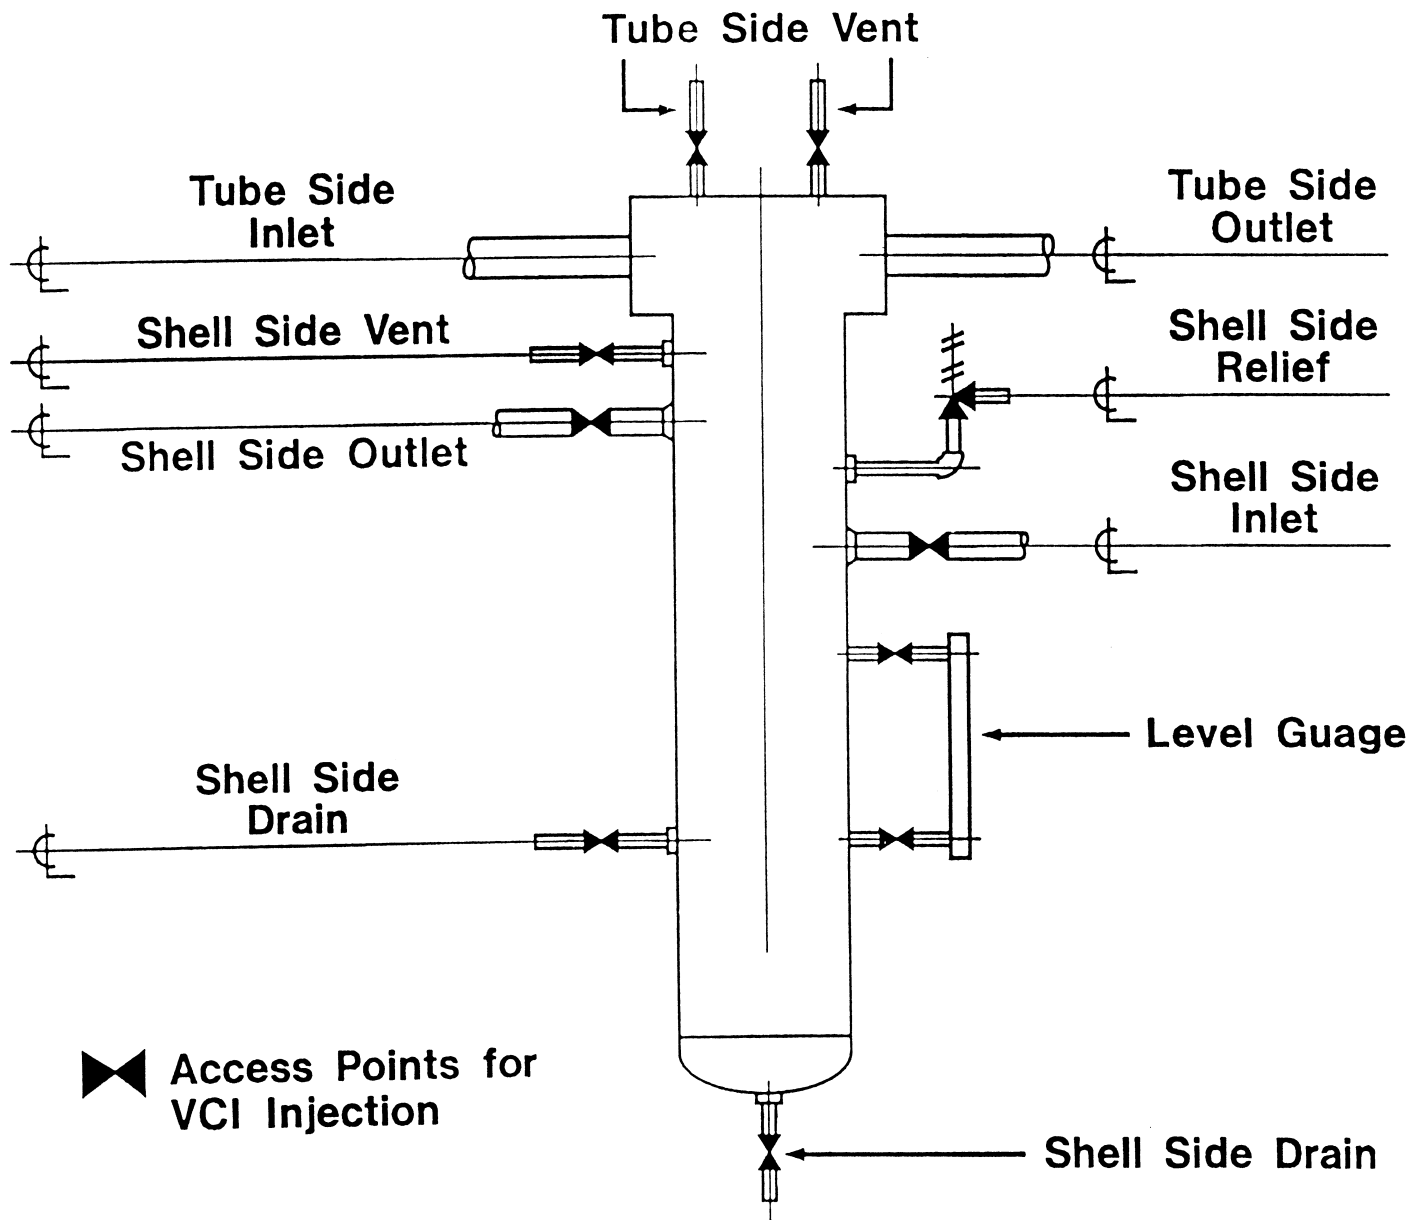 Tube Side Vent
Tube Side
Inlet
Tube Side
Outlet
Shell Side Vent
Shell Side
Relief
Shell Side Outlet
Shell Side
Inlet
Level Guage
Shell Side
Drain
Access Points for
VCI Injection
Shell Side Drain